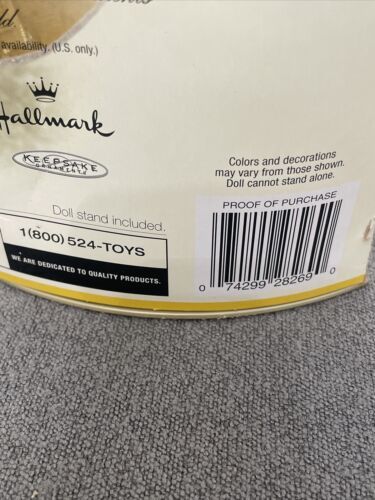 ld.
availability. (U.S. only.)
Hallmark
KEEPSAKE
ORNAMENTS
Colors and decorations
may vary from those shown.
Doll cannot stand alone.
Doll stand included.
1(800) 524-TOYS
WE ARE DEDICATED TO QUALITY PRODUCTS.
PROOF OF PURCHASE
0 74299 28269 0